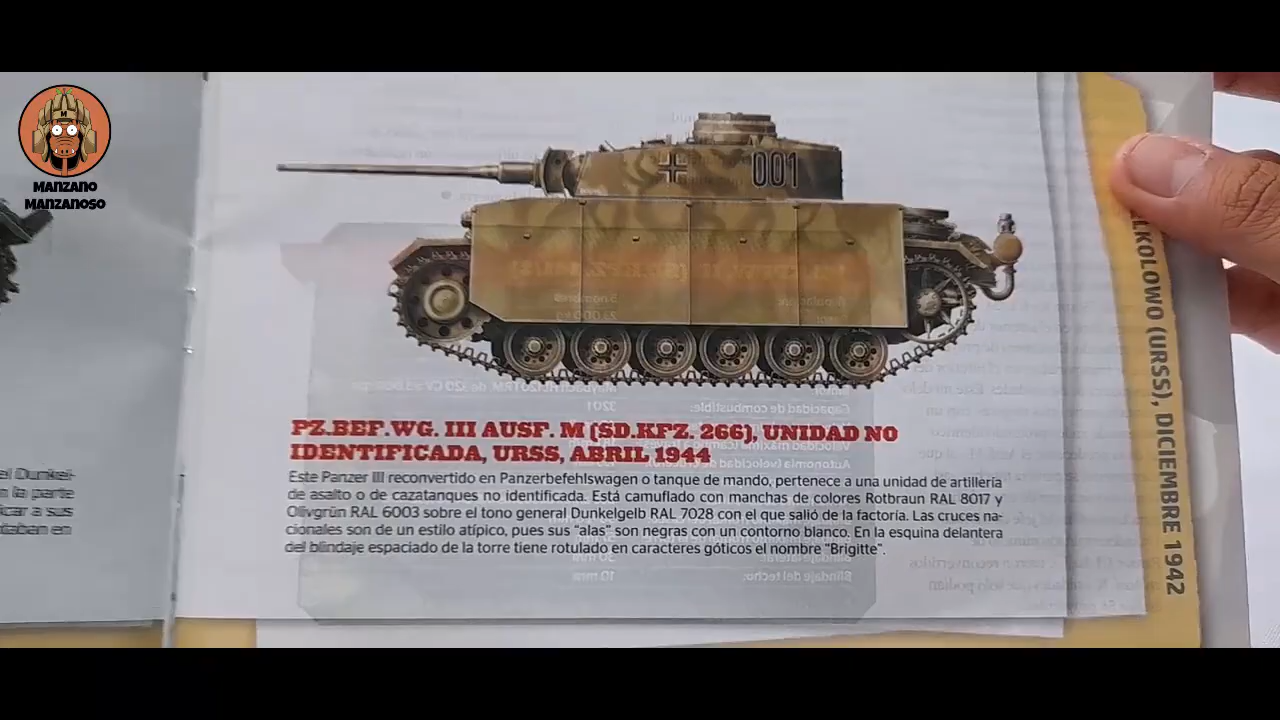 MANZANO
MANZANOSO
001
PZ.BEF.WG. III AUSF. M (SD.KFZ. 266), UNIDAD NO
IDENTIFICADA, URSS, ABRIL 1944
Este Panzer III reconvertido en Panzerbefehlswagen o tanque de mando, pertenece a una unidad de artillería
de asalto o de cazatanques no identificada. Está camuflado con manchas de colores Rotbraun RAL 8017 y
Olivgrün RAL 6003 sobre el tono general Dunkelgelb RAL 7028 con el que salió de la factoría. Las cruces na-
cionales son de un estilo atípico, pues sus "alas" son negras con un contorno blanco. En la esquina delantera
del blindaje espaciado de la torre tiene rotulado en caracteres góticos el nombre "Brigitte".
el Dunkel-
la parte
a sus
en
(URSS), DICIEMBRE 1942